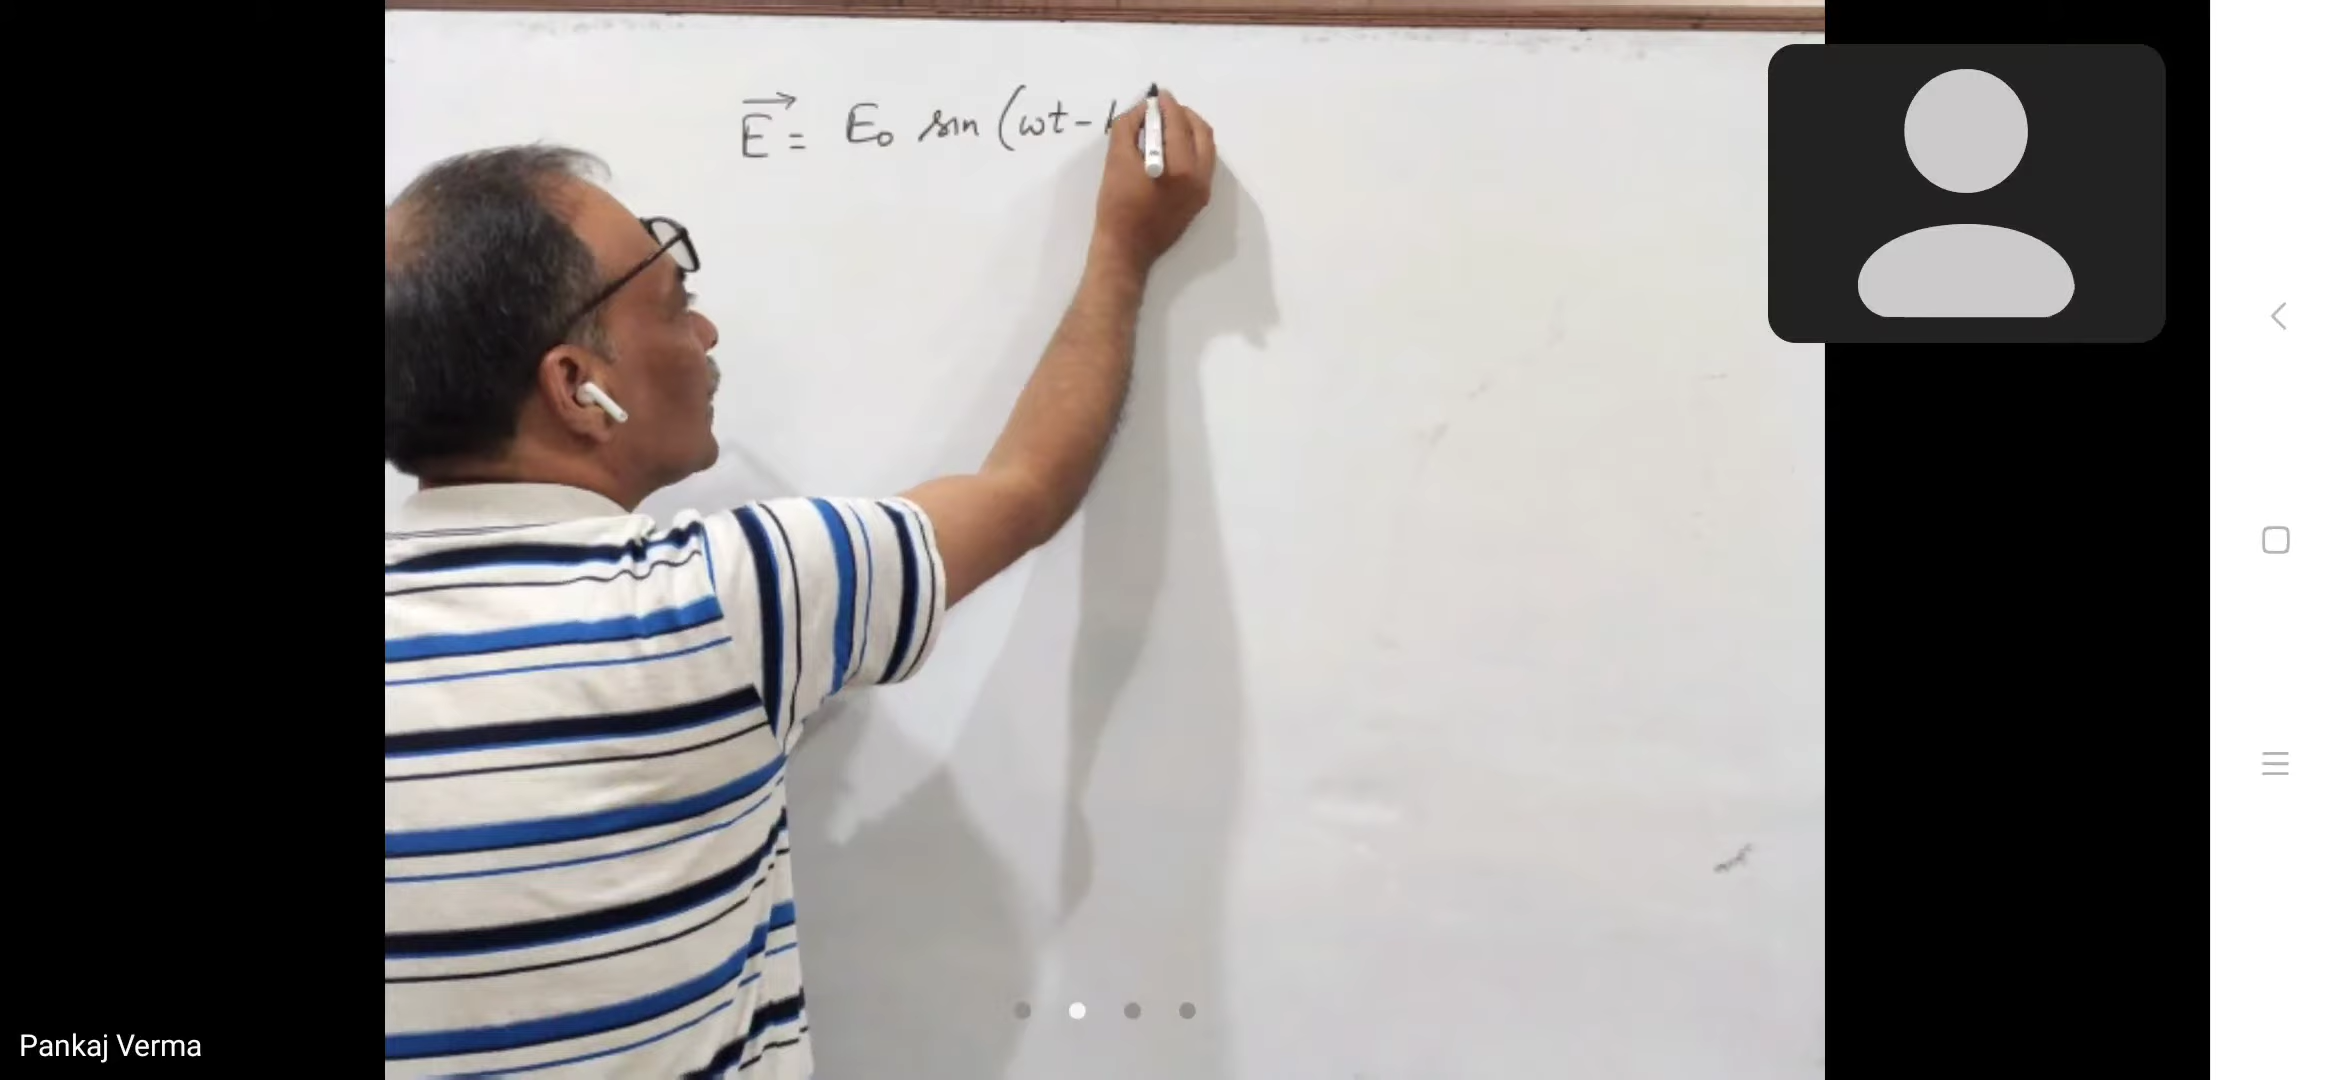 E⃗ = E₀ sin (ωt - k
Pankaj Verma